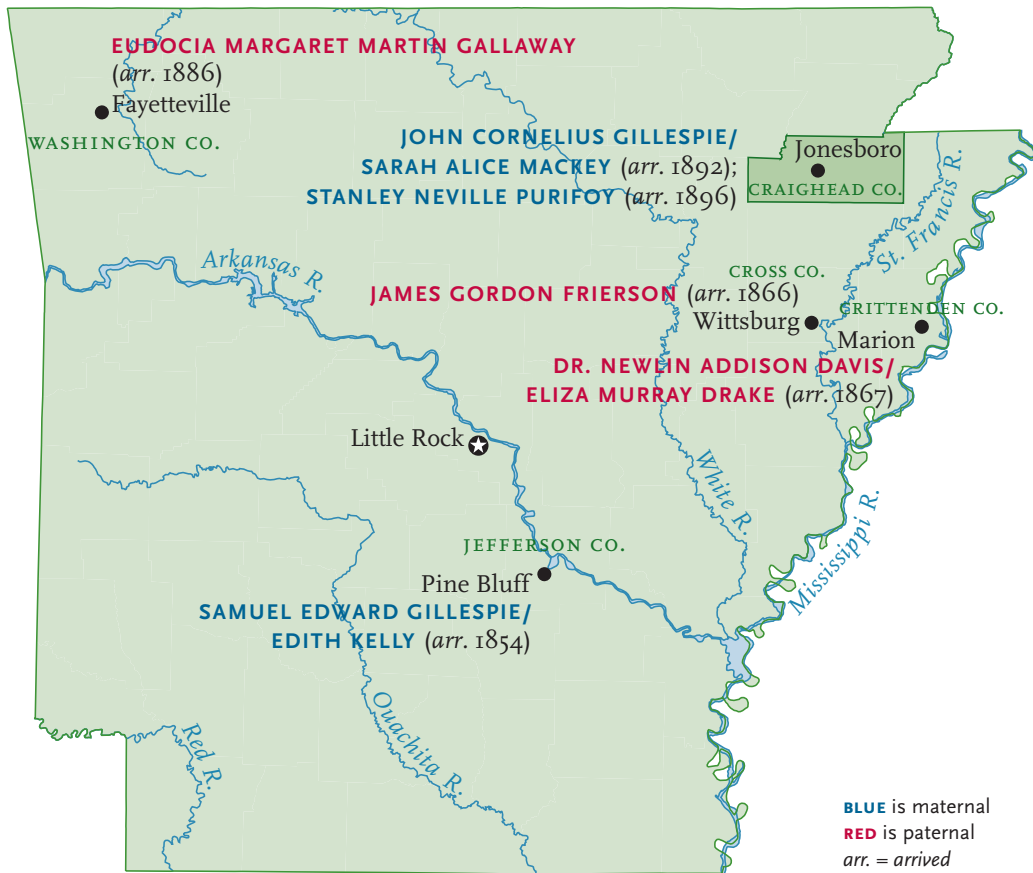 EUDOCIA MARGARET MARTIN GALLAWAY
(arr. 1886)
Fayetteville
WASHINGTON CO.
JOHN CORNELIUS GILLESPIE/
SARAH ALICE MACKEY (arr. 1892);
STANLEY NEVILLE PURIFOY (arr. 1896)
Jonesboro
CRAIGHEAD CO.
St. Francis R.
Arkansas R.
CROSS CO.
JAMES GORDON FRIERSON (arr. 1866)
Wittsburg
CRITTENDEN CO.
Marion
DR. NEWLIN ADDISON DAVIS/
ELIZA MURRAY DRAKE (arr. 1867)
Little Rock
White R.
Mississippi R.
JEFFERSON CO.
Pine Bluff
SAMUEL EDWARD GILLESPIE/
EDITH KELLY (arr. 1854)
Ouachita R.
Red R.
BLUE is maternal
RED is paternal
arr. = arrived